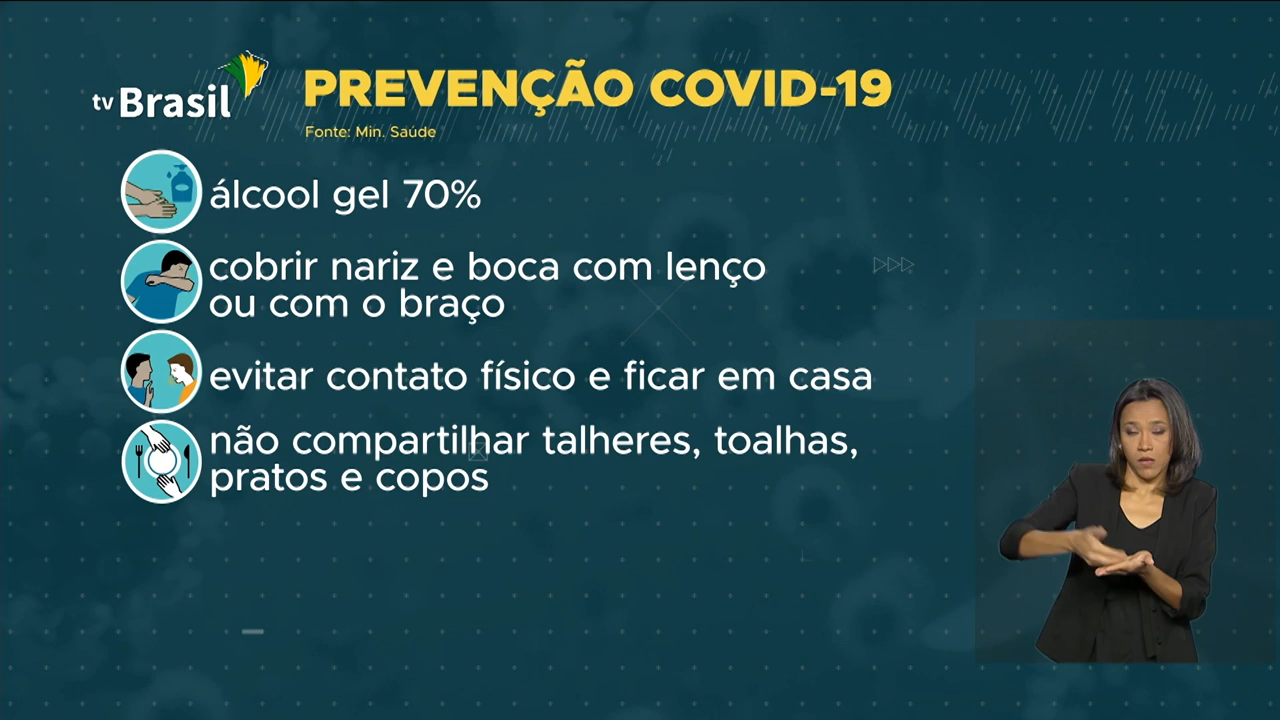 tv Brasil
PREVENÇÃO COVID-19
Fonte: Min. Saúde
álcool gel 70%
cobrir nariz e boca com lenço
ou com o braço
evitar contato físico e ficar em casa
não compartilhar talheres, toalhas,
pratos e copos